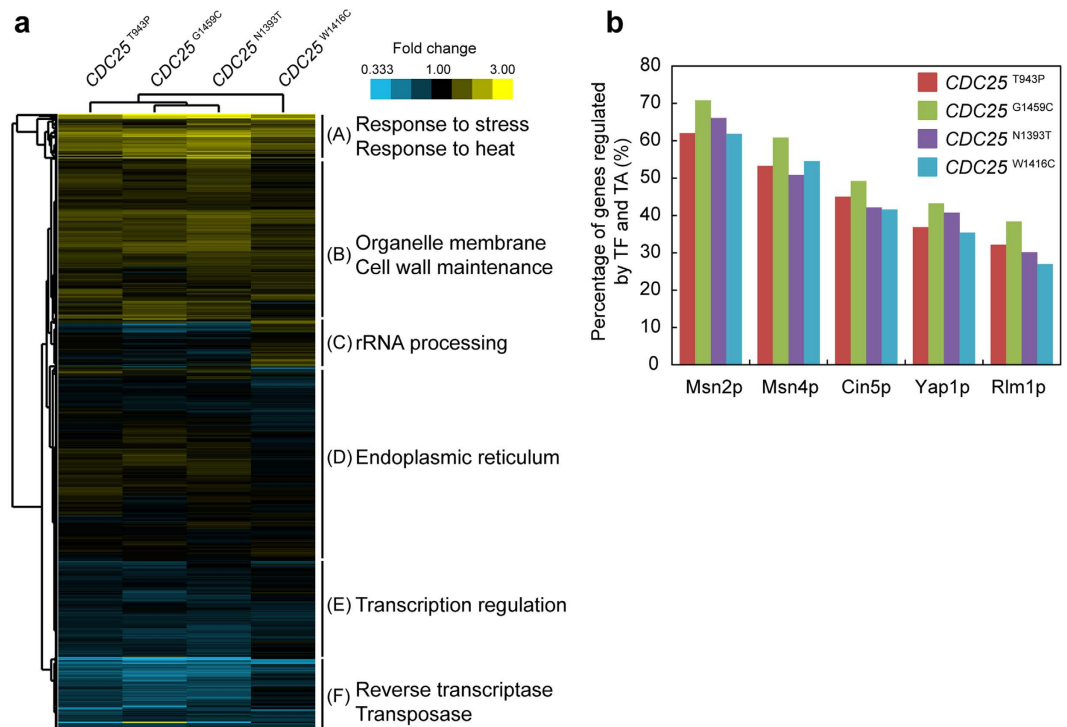 a
CDC25 T943P
CDC25 G1459C
CDC25 N1393T
CDC25 W1416C
Fold change
0.333 1.00 3.00
(A) Response to stress
Response to heat
(B) Organelle membrane
Cell wall maintenance
(C) rRNA processing
(D) Endoplasmic reticulum
(E) Transcription regulation
(F) Reverse transcriptase
Transposase
b
Percentage of genes regulated
by TF and TA (%)
80
70
60
50
40
30
20
10
0
CDC25 T943P
CDC25 G1459C
CDC25 N1393T
CDC25 W1416C
Msn2p Msn4p Cin5p Yap1p Rlm1p